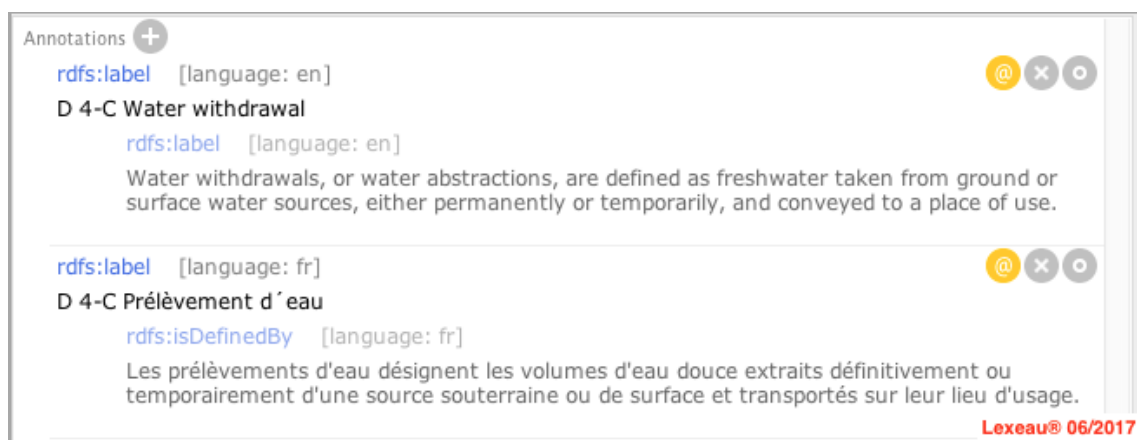 Annotations
rdfs:label [language: en]
D 4-C Water withdrawal
rdfs:label [language: en]
Water withdrawals, or water abstractions, are defined as freshwater taken from ground or
surface water sources, either permanently or temporarily, and conveyed to a place of use.
rdfs:label [language: fr]
D 4-C Prélèvement d´eau
rdfs:isDefinedBy [language: fr]
Les prélèvements d'eau désignent les volumes d'eau douce extraits définitivement ou
temporairement d'une source souterraine ou de surface et transportés sur leur lieu d'usage.
Lexeau® 06/2017